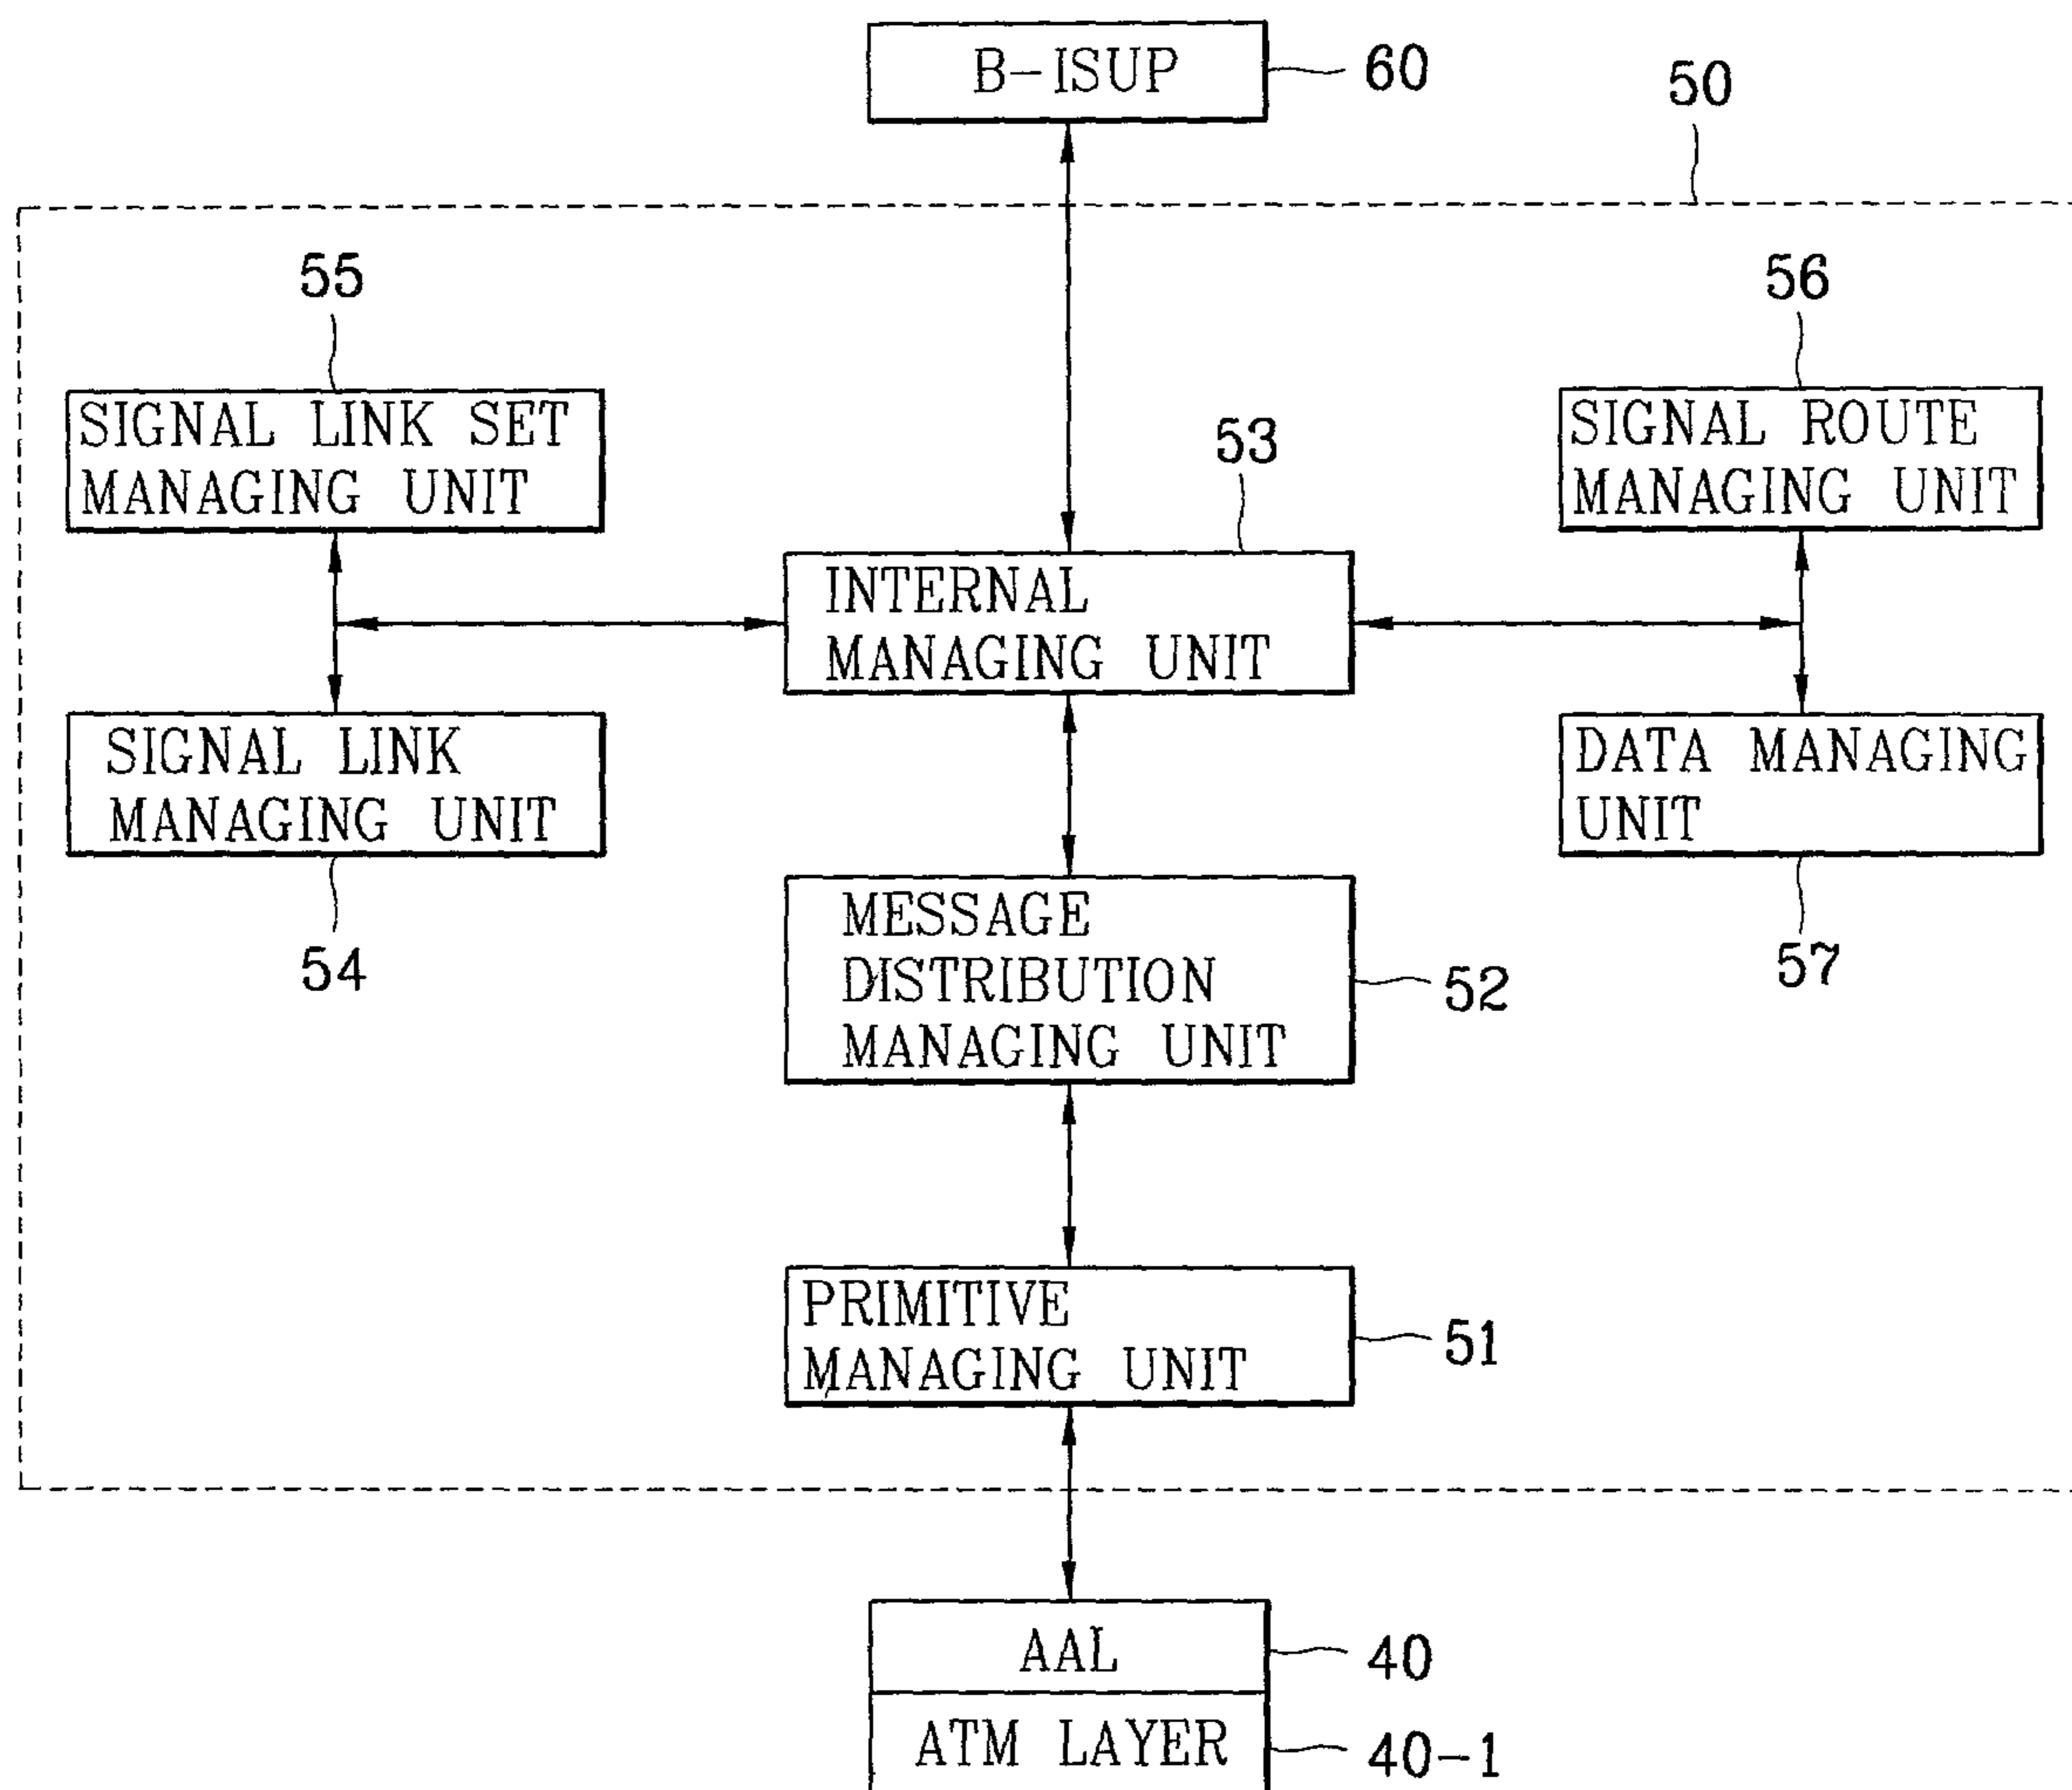 B-ISUP
60
50
55
56
SIGNAL LINK SET
MANAGING UNIT
SIGNAL ROUTE
MANAGING UNIT
53
INTERNAL
MANAGING UNIT
SIGNAL LINK
MANAGING UNIT
DATA MANAGING
UNIT
54
57
MESSAGE
DISTRIBUTION
MANAGING UNIT
52
PRIMITIVE
MANAGING UNIT
51
AAL
40
ATM LAYER
40-1